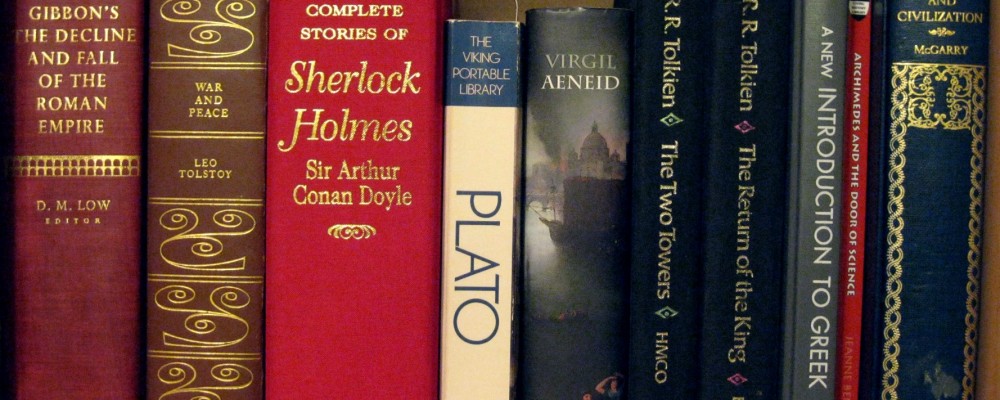 GIBBON'S
THE DECLINE
AND FALL
OF THE
ROMAN
EMPIRE
D. M. LOW
EDITOR
WAR
AND
PEACE
LEO
TOLSTOY
COMPLETE
STORIES OF
Sherlock
Holmes
Sir Arthur
Conan Doyle
THE
VIKING
PORTABLE
LIBRARY
PLATO
VIRGIL
AENEID
R.R. Tolkien The Two Towers HMCO
R. Tolkien The Return of the King
A NEW INTRODUCTION TO GREEK
ARCHIMEDES AND THE DOOR OF SCIENCE JEANNE
AND
CIVILIZATION
McGARRY